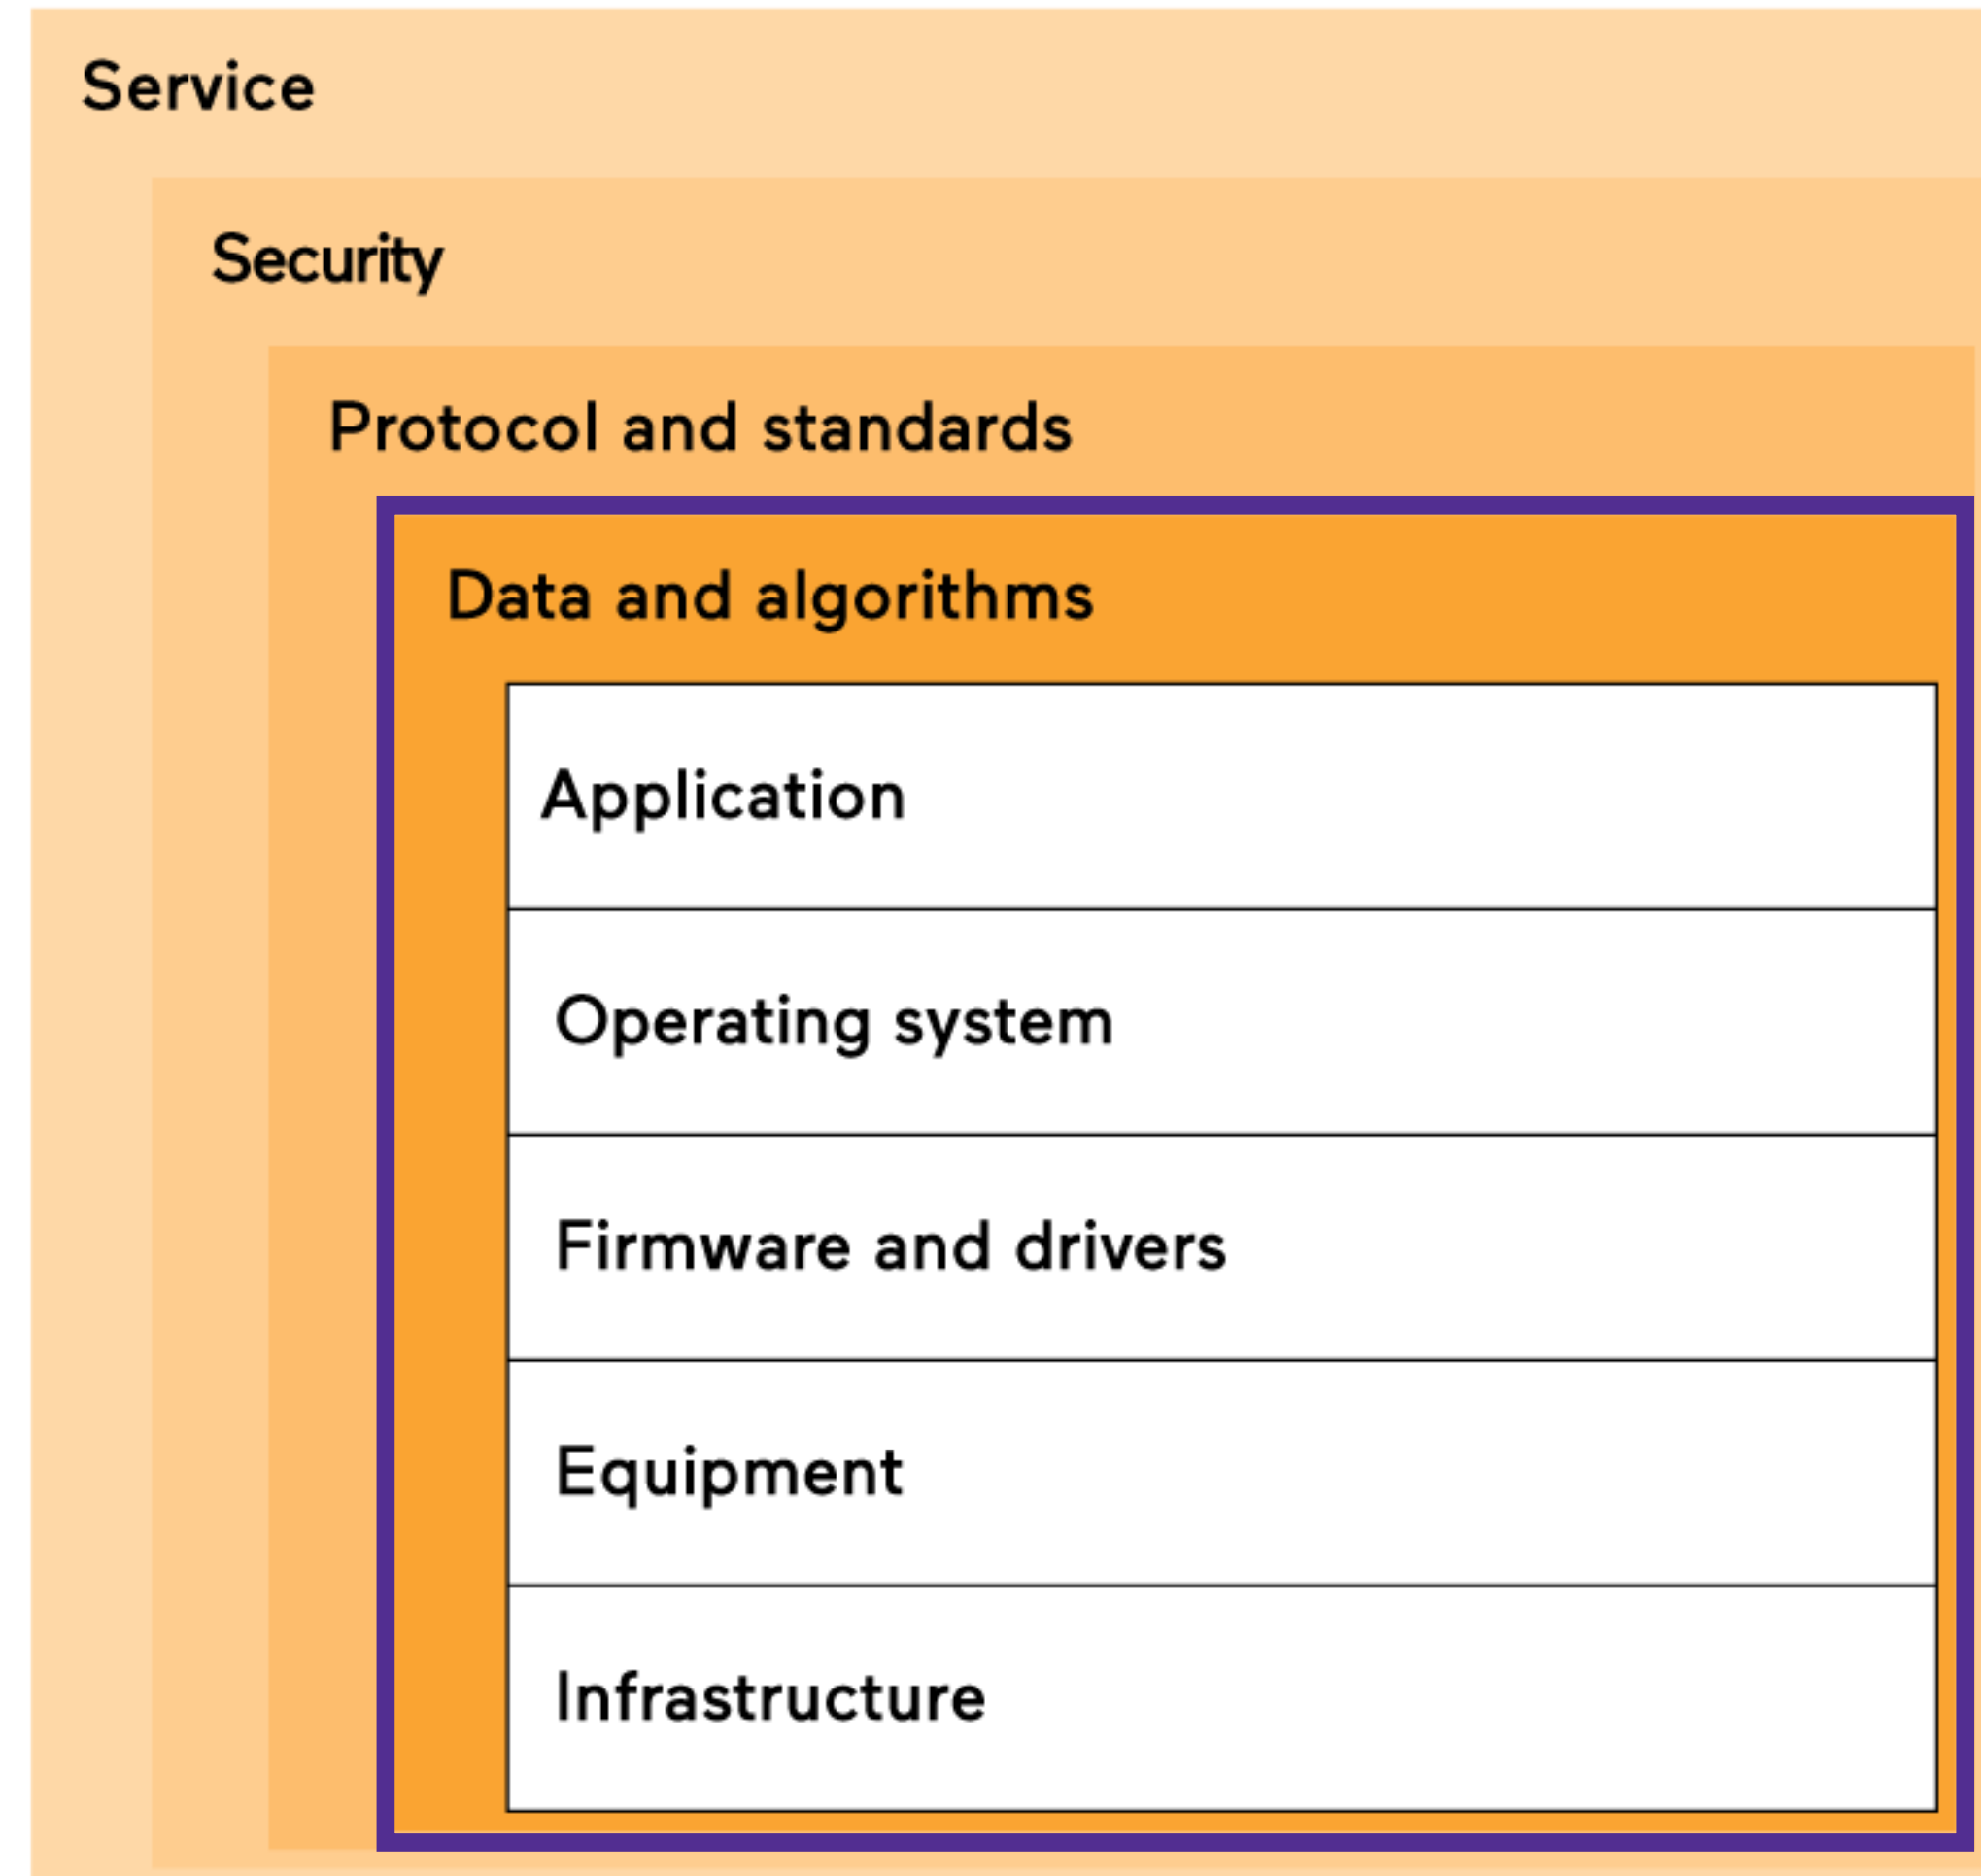 Service
Security
Protocol and standards
Data and algorithms
Application
Operating system
Firmware and drivers
Equipment
Infrastructure